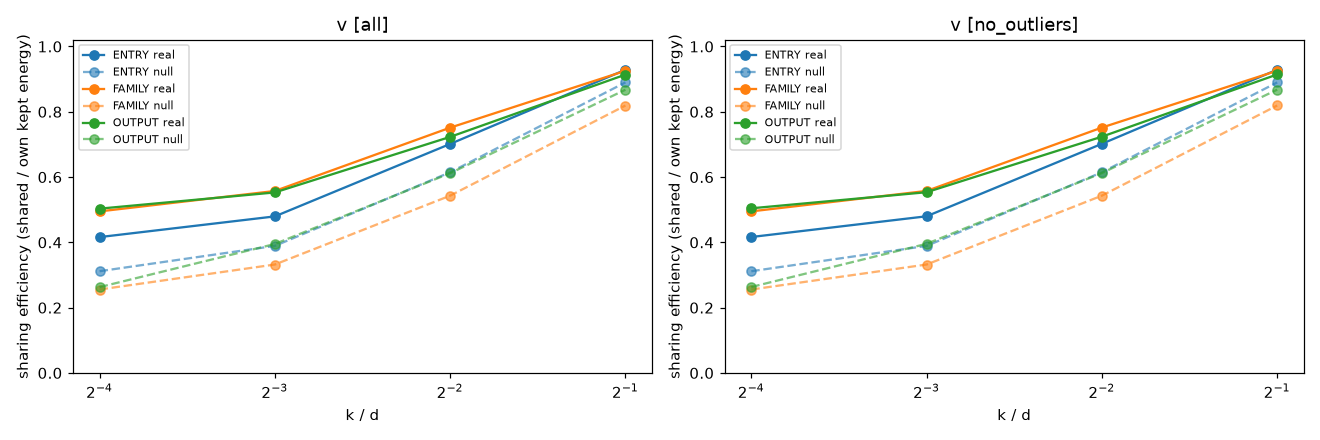 v [all]
sharing efficiency (shared / own kept energy)
1.0
0.8
0.6
0.4
0.2
0.0
ENTRY real
ENTRY null
FAMILY real
FAMILY null
OUTPUT real
OUTPUT null
2⁻⁴
2⁻³
2⁻²
2⁻¹
k / d
v [no_outliers]
sharing efficiency (shared / own kept energy)
1.0
0.8
0.6
0.4
0.2
0.0
ENTRY real
ENTRY null
FAMILY real
FAMILY null
OUTPUT real
OUTPUT null
2⁻⁴
2⁻³
2⁻²
2⁻¹
k / d